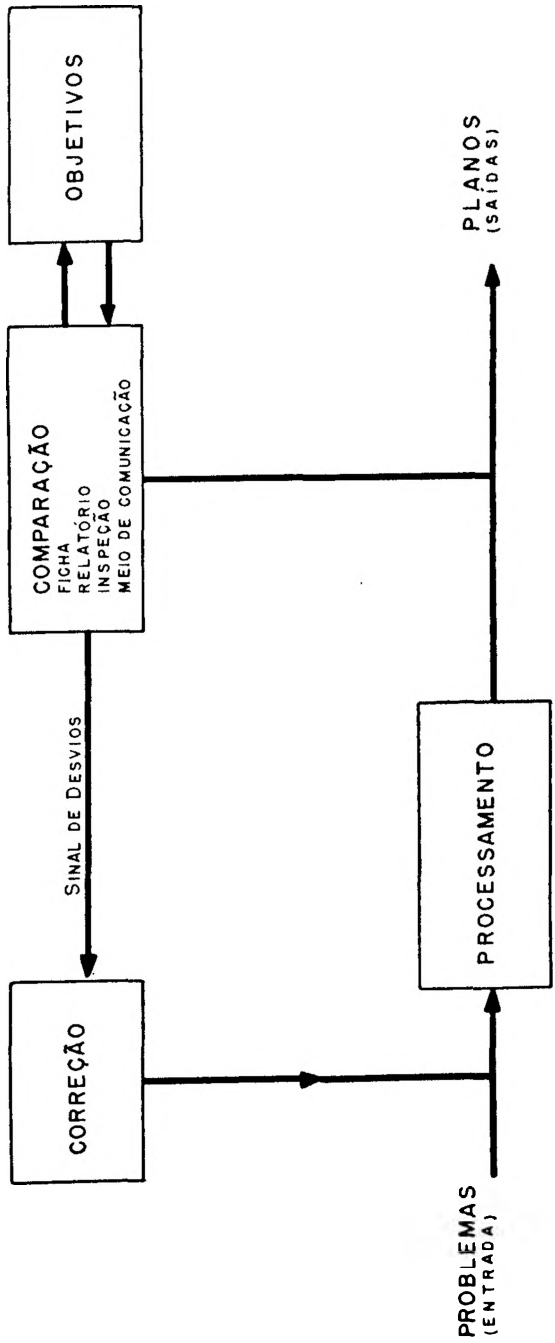 CORREÇÃO
SINAL DE DESVIOS
COMPARAÇÃO
FICHA
RELATÓRIO
INSPEÇÃO
MEIO DE COMUNICAÇÃO
OBJETIVOS
PROBLEMAS
(ENTRADA)
PROCESSAMENTO
PLANOS
(SAÍDAS)